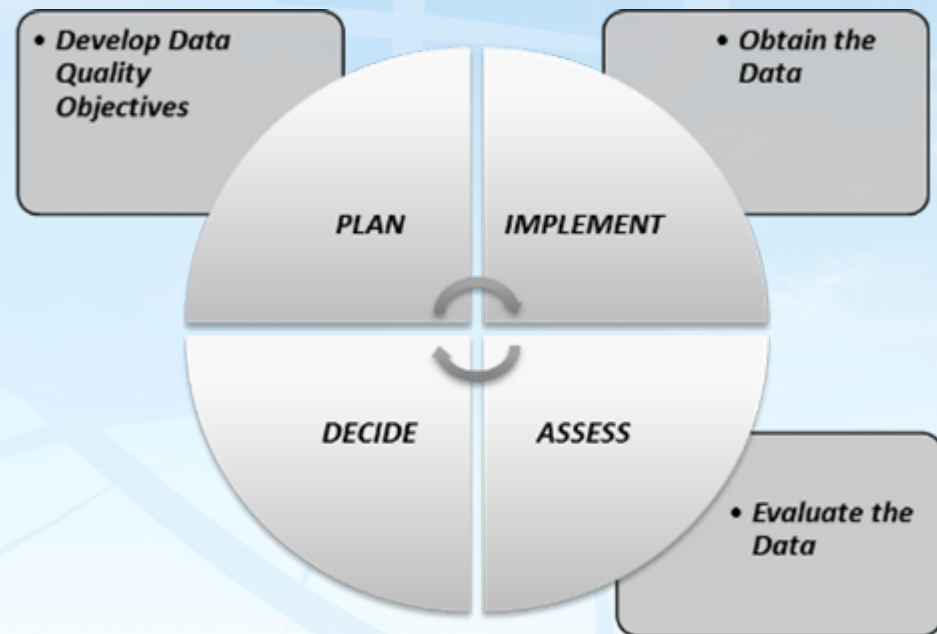 • Develop Data
Quality
Objectives
• Obtain the
Data
PLAN
IMPLEMENT
DECIDE
ASSESS
• Evaluate the
Data